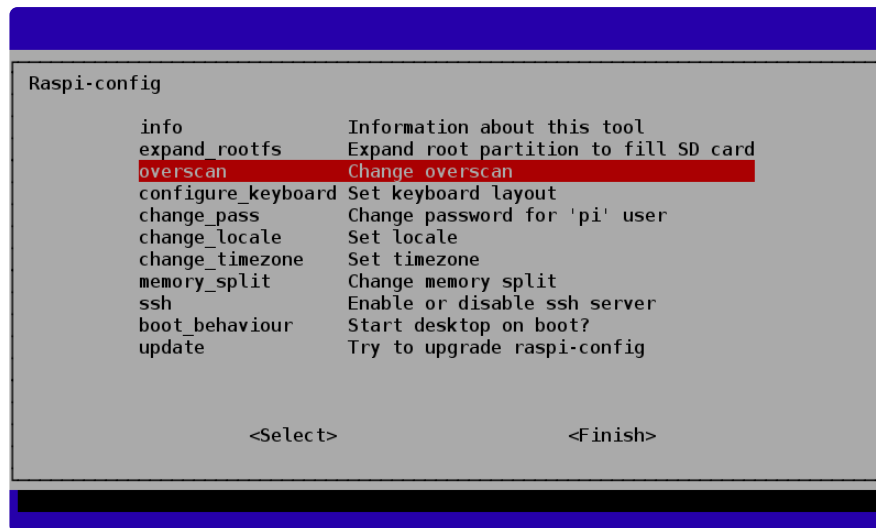 Raspi-config
info Information about this tool
expand_rootfs Expand root partition to fill SD card
overscan Change overscan
configure_keyboard Set keyboard layout
change_pass Change password for 'pi' user
change_locale Set locale
change_timezone Set timezone
memory_split Change memory split
ssh Enable or disable ssh server
boot_behaviour Start desktop on boot?
update Try to upgrade raspi-config
<Select> <Finish>